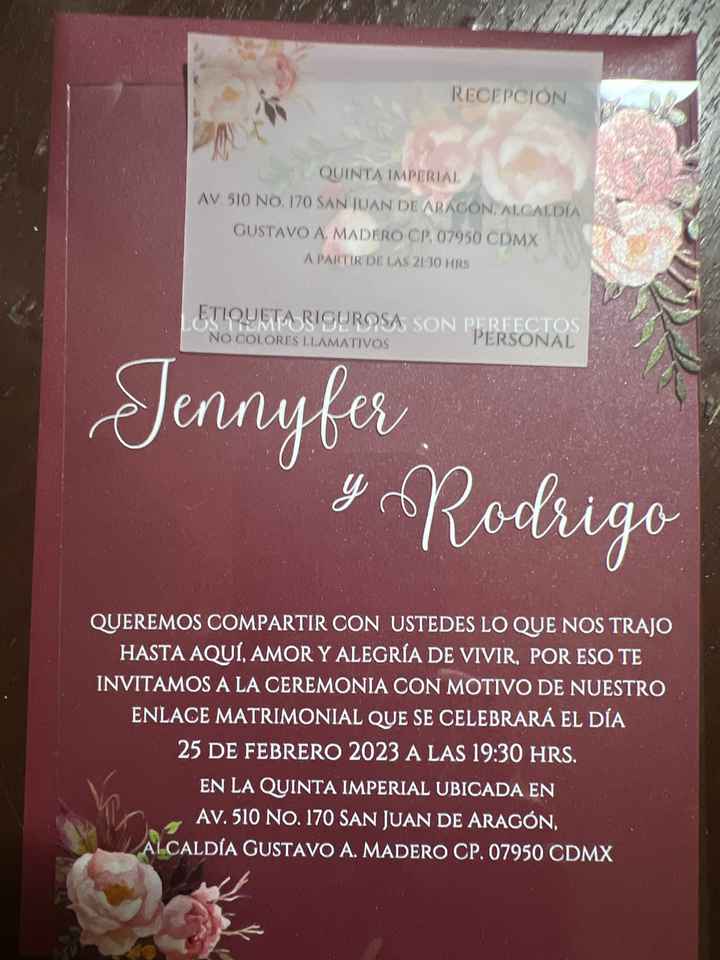 RECEPCIÓN
QUINTA IMPERIAL
AV. 510 NO. 170 SAN JUAN DE ARAGÓN, ALCALDÍA
GUSTAVO A. MADERO CP. 07950 CDMX
A PARTIR DE LAS 21:30 HRS
ETIQUETA RIGUROSA
NO COLORES LLAMATIVOS
PERSONAL
LOS TIEMPOS DE DIOS SON PERFECTOS
Jennyfer
y Rodrigo
QUEREMOS COMPARTIR CON USTEDES LO QUE NOS TRAJO
HASTA AQUÍ, AMOR Y ALEGRÍA DE VIVIR, POR ESO TE
INVITAMOS A LA CEREMONIA CON MOTIVO DE NUESTRO
ENLACE MATRIMONIAL QUE SE CELEBRARÁ EL DÍA
25 DE FEBRERO 2023 A LAS 19:30 HRS.
EN LA QUINTA IMPERIAL UBICADA EN
AV. 510 NO. 170 SAN JUAN DE ARAGÓN,
ALCALDÍA GUSTAVO A. MADERO CP. 07950 CDMX